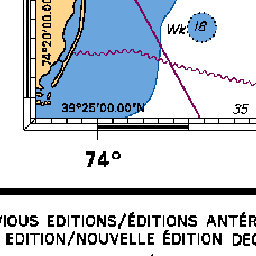 74°20'00.00
Wk 18
39°25'00.00"N
35
74°
VIOUS EDITIONS/ÉDITIONS ANTÉR
EDITION/NOUVELLE ÉDITION DEC